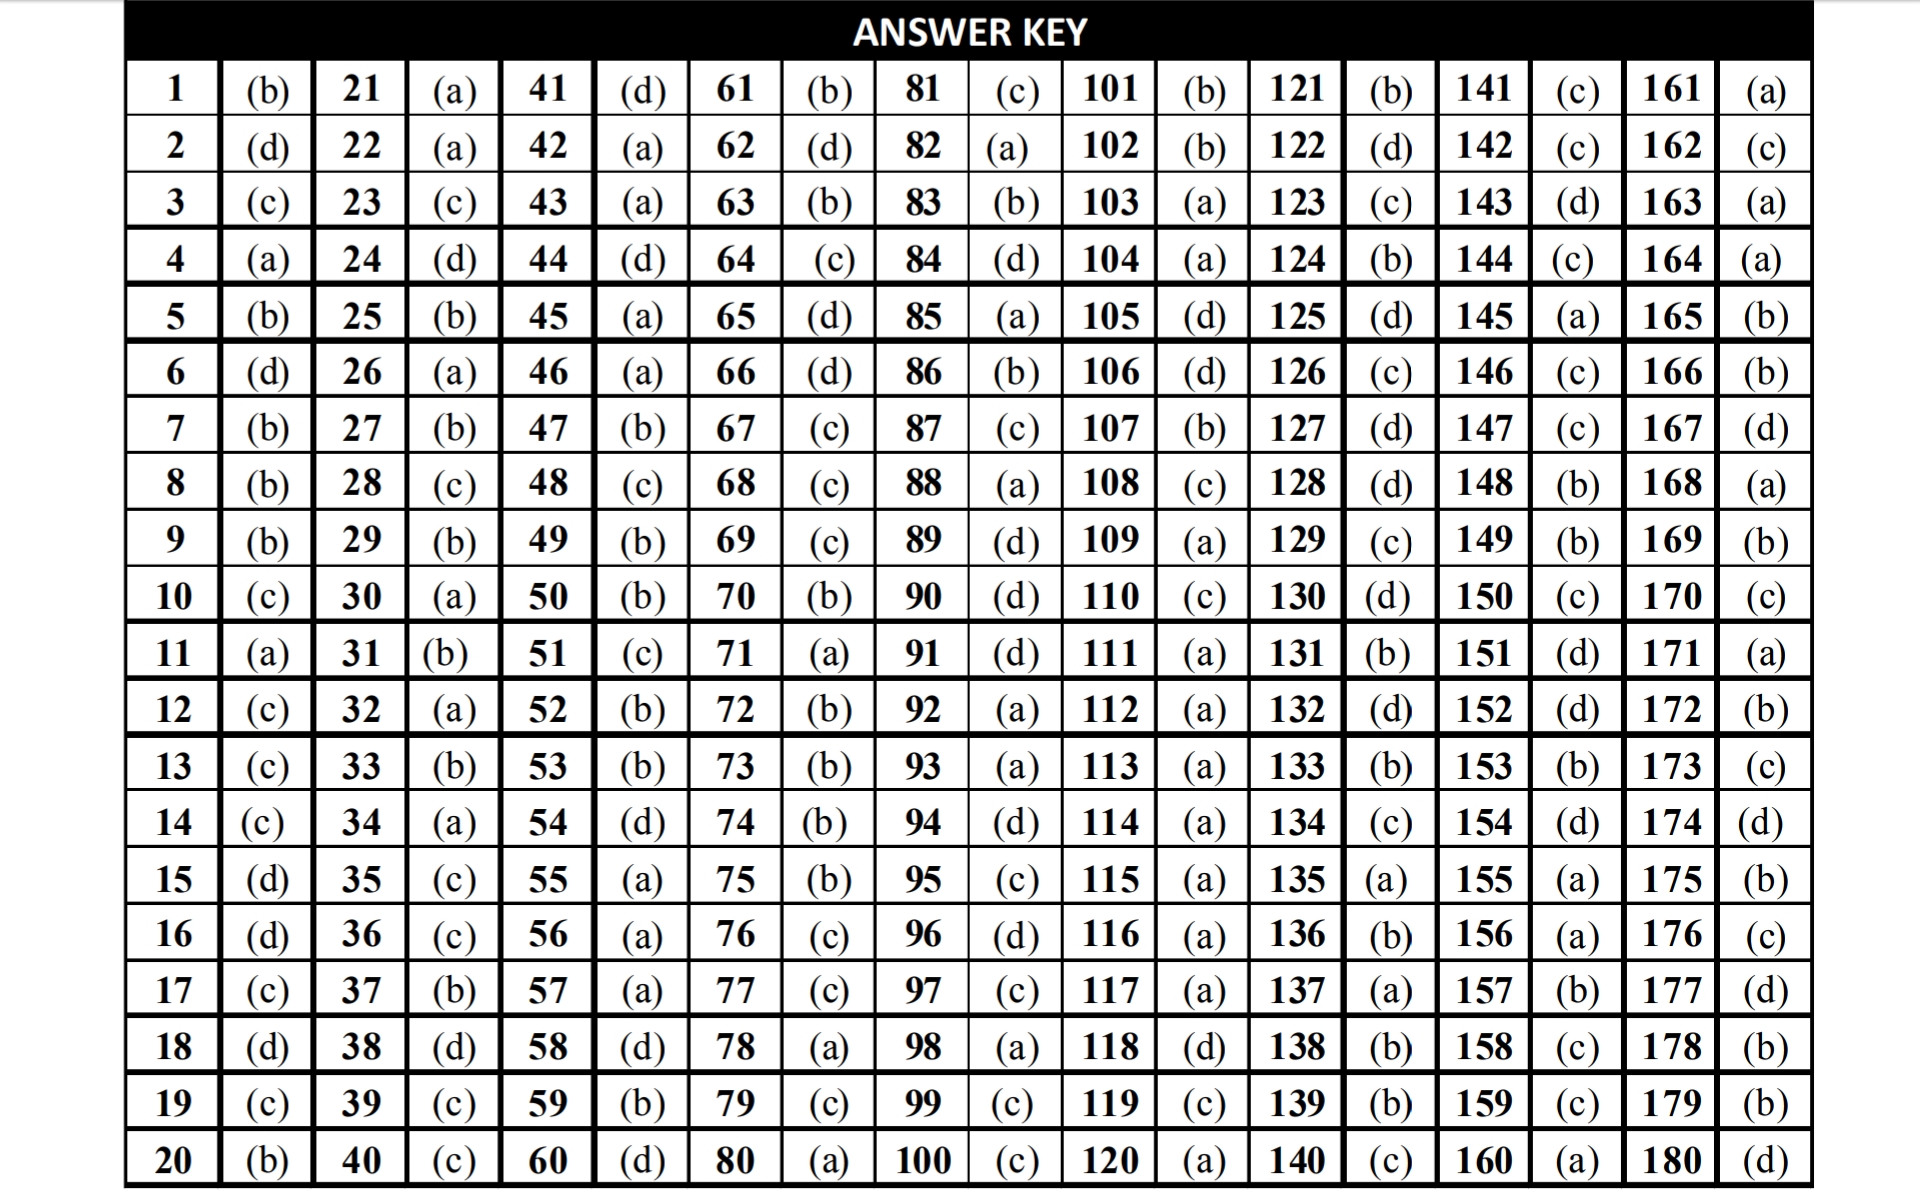 ANSWER KEY
1 (b) 21 (a) 41 (d) 61 (b) 81 (c) 101 (b) 121 (b) 141 (c) 161 (a)
2 (d) 22 (a) 42 (a) 62 (d) 82 (a) 102 (b) 122 (d) 142 (c) 162 (c)
3 (c) 23 (c) 43 (a) 63 (b) 83 (b) 103 (a) 123 (c) 143 (d) 163 (a)
4 (a) 24 (d) 44 (d) 64 (c) 84 (d) 104 (a) 124 (b) 144 (c) 164 (a)
5 (b) 25 (b) 45 (a) 65 (d) 85 (a) 105 (d) 125 (d) 145 (a) 165 (b)
6 (d) 26 (a) 46 (a) 66 (d) 86 (b) 106 (d) 126 (c) 146 (c) 166 (b)
7 (b) 27 (b) 47 (b) 67 (c) 87 (c) 107 (b) 127 (d) 147 (c) 167 (d)
8 (b) 28 (c) 48 (c) 68 (c) 88 (a) 108 (c) 128 (d) 148 (b) 168 (a)
9 (b) 29 (b) 49 (b) 69 (c) 89 (d) 109 (a) 129 (c) 149 (b) 169 (b)
10 (c) 30 (a) 50 (b) 70 (b) 90 (d) 110 (c) 130 (d) 150 (c) 170 (c)
11 (a) 31 (b) 51 (c) 71 (a) 91 (d) 111 (a) 131 (b) 151 (d) 171 (a)
12 (c) 32 (a) 52 (b) 72 (b) 92 (a) 112 (a) 132 (d) 152 (d) 172 (b)
13 (c) 33 (b) 53 (b) 73 (b) 93 (a) 113 (a) 133 (b) 153 (b) 173 (c)
14 (c) 34 (a) 54 (d) 74 (b) 94 (d) 114 (a) 134 (c) 154 (d) 174 (d)
15 (d) 35 (c) 55 (a) 75 (b) 95 (c) 115 (a) 135 (a) 155 (a) 175 (b)
16 (d) 36 (c) 56 (a) 76 (c) 96 (d) 116 (a) 136 (b) 156 (a) 176 (c)
17 (c) 37 (b) 57 (a) 77 (c) 97 (c) 117 (a) 137 (a) 157 (b) 177 (d)
18 (d) 38 (d) 58 (d) 78 (a) 98 (a) 118 (d) 138 (b) 158 (c) 178 (b)
19 (c) 39 (c) 59 (b) 79 (c) 99 (c) 119 (c) 139 (b) 159 (c) 179 (b)
20 (b) 40 (c) 60 (d) 80 (a) 100 (c) 120 (a) 140 (c) 160 (a) 180 (d)